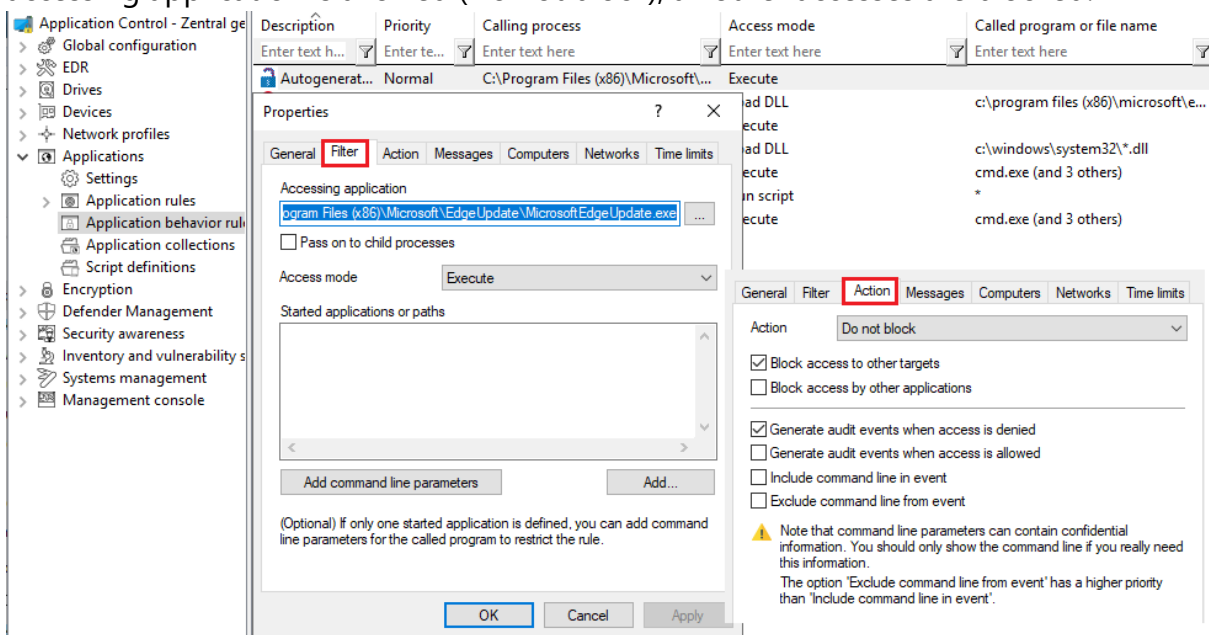 Application Control - Zentral ge
Global configuration
EDR
Drives
Devices
Network profiles
Applications
Settings
Application rules
Application behavior rul
Application collections
Script definitions
Encryption
Defender Management
Security awareness
Inventory and vulnerability s
Systems management
Management console
Description Priority Calling process Access mode Called program or file name
Enter text h... Enter te... Enter text here Enter text here Enter text here
Autogenerat... Normal C:\Program Files (x86)\Microsoft\... Execute
ad DLL c:\program files (x86)\microsoft\e...
ecute
ad DLL c:\windows\system32\*.dll
ecute cmd.exe (and 3 others)
un script *
ecute cmd.exe (and 3 others)
Properties ? X
General Filter Action Messages Computers Networks Time limits
Accessing application
ogram Files (x86)\Microsoft\EdgeUpdate\MicrosoftEdgeUpdate.exe ...
Pass on to child processes
Access mode Execute
Started applications or paths
Add command line parameters Add...
(Optional) If only one started application is defined, you can add command
line parameters for the called program to restrict the rule.
OK Cancel Apply
General Filter Action Messages Computers Networks Time limits
Action Do not block
Block access to other targets
Block access by other applications
Generate audit events when access is denied
Generate audit events when access is allowed
Include command line in event
Exclude command line from event
Note that command line parameters can contain confidential
information. You should only show the command line if you really need
this information.
The option 'Exclude command line from event' has a higher priority
than 'Include command line in event'.